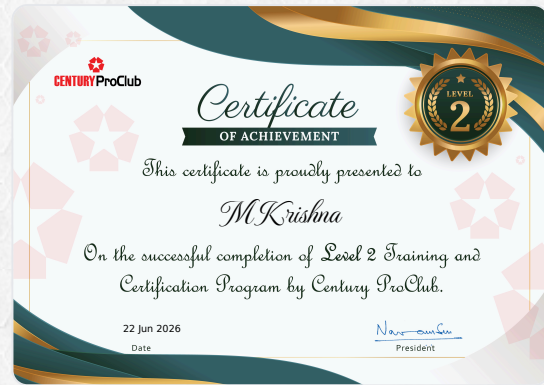 CENTURY ProClub
LEVEL
2
Certificate
OF ACHIEVEMENT
This certificate is proudly presented to
M Krishna
On the successful completion of Level 2 Training and
Certification Program by Century ProClub.
22 Jun 2026
Date
President